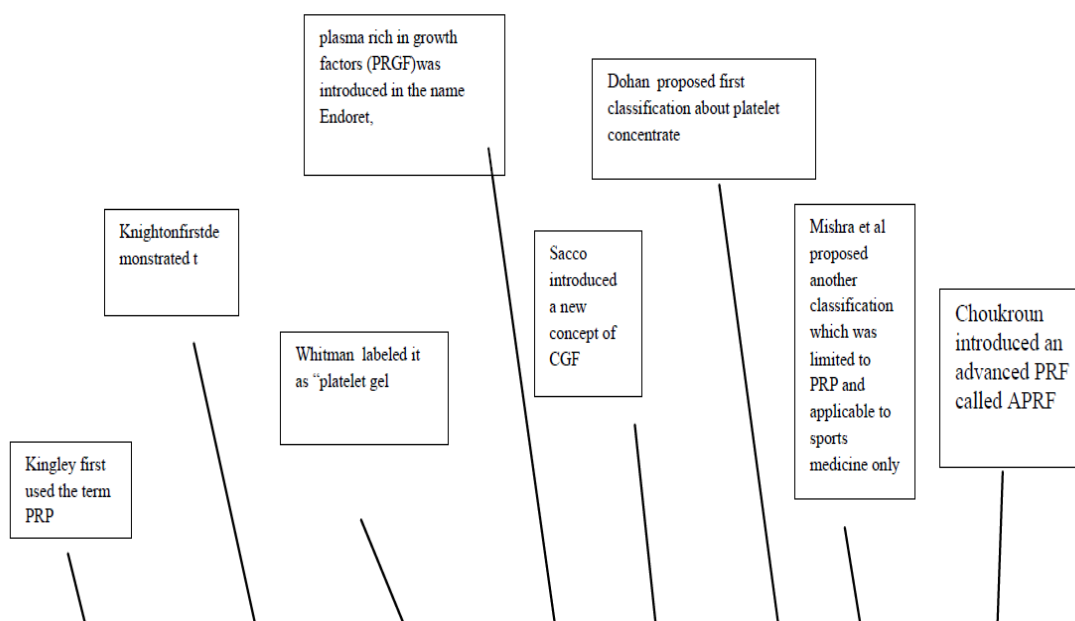 plasma rich in growth
factors (PRGF)was
introduced in the name
Endoret,
Dohan proposed first
classification about platelet
concentrate
Knightonfirstde
monstrated t
Mishra et al
proposed
another
classification
which was
limited to
PRP and
applicable to
sports
medicine only
Sacco
introduced
a new
concept of
CGF
Choukroun
introduced an
advanced PRF
called APRF
Whitman labeled it
as “platelet gel
Kingley first
used the term
PRP